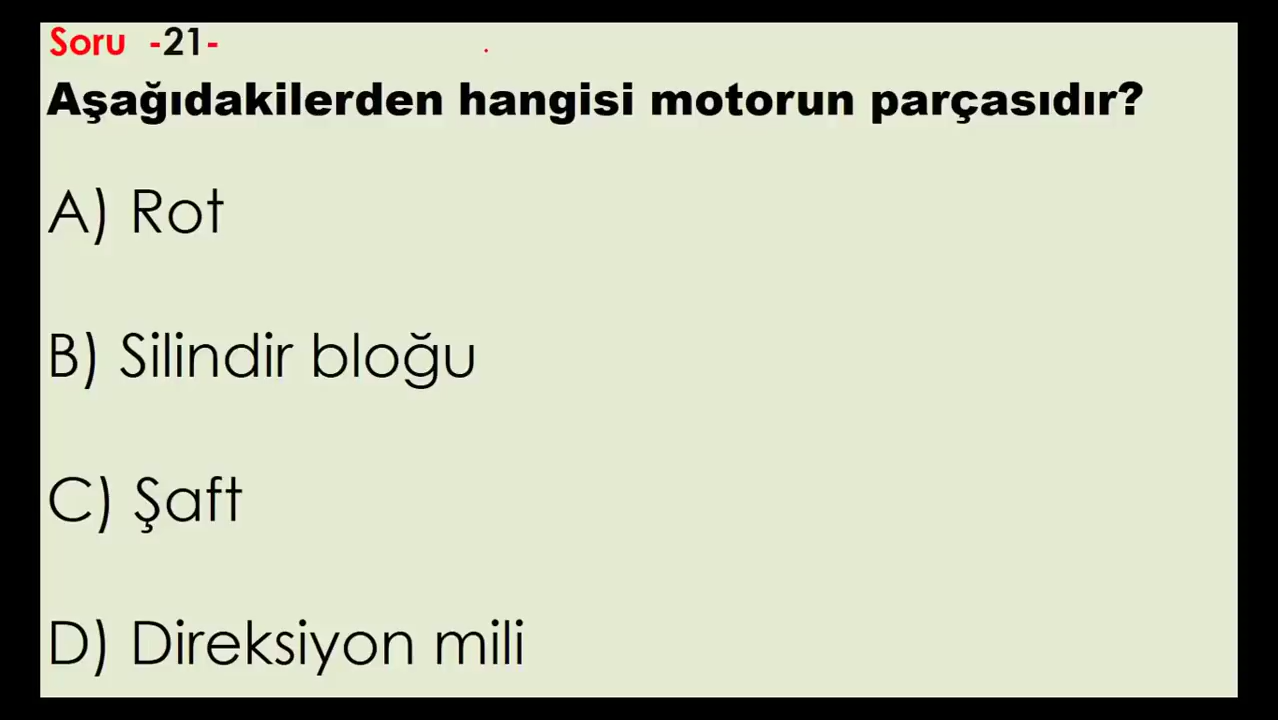 Soru -21-
Aşağıdakilerden hangisi motorun parçasıdır?
A) Rot
B) Silindir bloğu
C) Şaft
D) Direksiyon mili